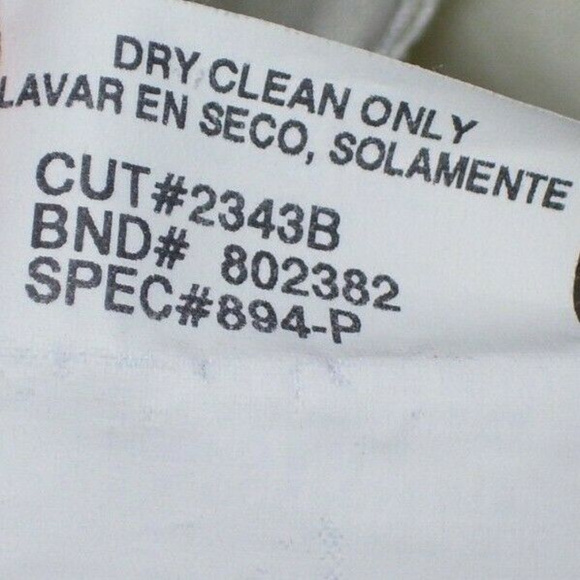 DRY CLEAN ONLY
LAVAR EN SECO, SOLAMENTE
CUT#2343B
BND# 802382
SPEC#894-P